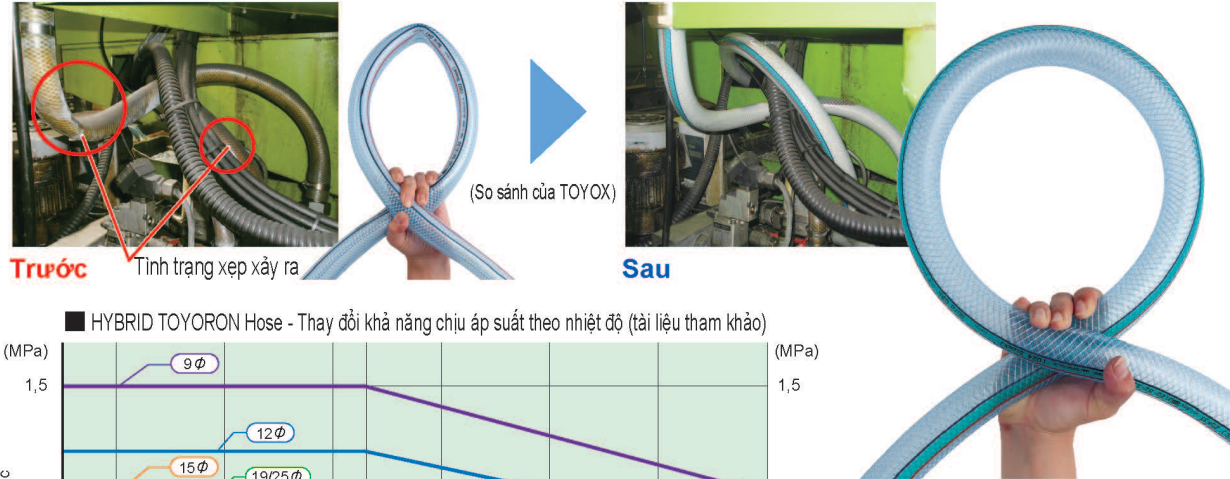 (So sánh của TOYOX)
Trước
Tình trạng xẹp xảy ra
Sau
■ HYBRID TOYORON Hose - Thay đổi khả năng chịu áp suất theo nhiệt độ (tài liệu tham khảo)
(MPa)
(MPa)
1,5
9Φ
1,5
12Φ
15Φ
19/25Φ